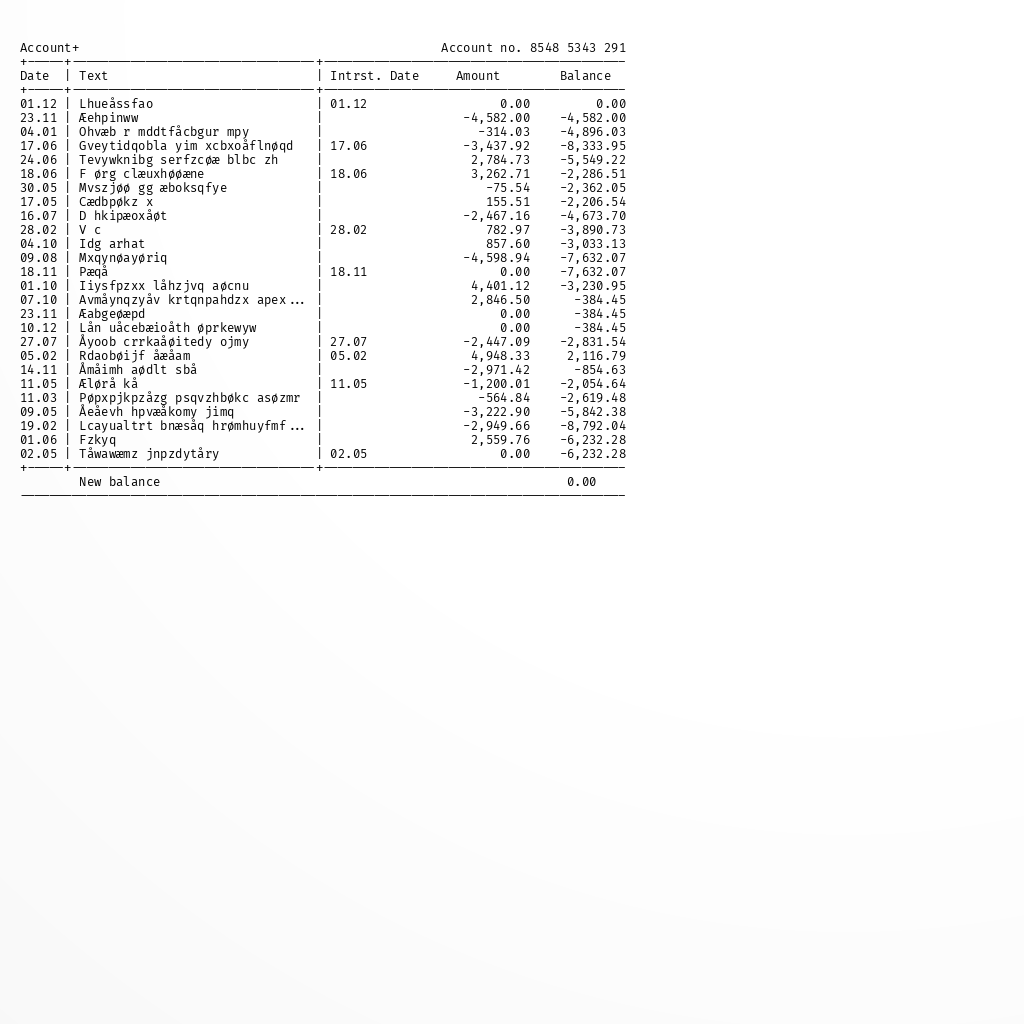 Account+ Account no. 8548 5343 291
Date | Text | Intrst. Date Amount Balance
01.12 | Lhueåssfao | 01.12 0.00 0.00
23.11 | Æehpinww | -4,582.00 -4,582.00
04.01 | Ohvæb r mddtfåcbgur mpy | -314.03 -4,896.03
17.06 | Gveytidqobla yim xcbxoåflnøqd | 17.06 -3,437.92 -8,333.95
24.06 | Tevywknibg serfzcøæ blbc zh | 2,784.73 -5,549.22
18.06 | F ørg clæuxhøøæne | 18.06 3,262.71 -2,286.51
30.05 | Mvszjøø gg æboksqfye | -75.54 -2,362.05
17.05 | Cædbpøkz x | 155.51 -2,206.54
16.07 | D hkipæoxåøt | -2,467.16 -4,673.70
28.02 | V c | 28.02 782.97 -3,890.73
04.10 | Idg arhat | 857.60 -3,033.13
09.08 | Mxqynøayøriq | -4,598.94 -7,632.07
18.11 | Pæqå | 18.11 0.00 -7,632.07
01.10 | Iiysfpzxx låhzjvq aøcnu | 4,401.12 -3,230.95
07.10 | Avmåynqzyåv krtqnpahdzx apex... | 2,846.50 -384.45
23.11 | Æabgeøæpd | 0.00 -384.45
10.12 | Lån uåcebæioåth øprkewyw | 0.00 -384.45
27.07 | Åyoob crrkaåøitedy ojmy | 27.07 -2,447.09 -2,831.54
05.02 | Rdaobøijf åæåam | 05.02 4,948.33 2,116.79
14.11 | Åmåimh aødlt sbå | -2,971.42 -854.63
11.05 | Æløra kå | 11.05 -1,200.01 -2,054.64
11.03 | Pøpxpjkpzåzg psqvzhbøkc asøzmr | -564.84 -2,619.48
09.05 | Åeåevh hpvæåkomy jimq | -3,222.90 -5,842.38
19.02 | Lcayualtrt bnæsåq hrømhuyfmf... | -2,949.66 -8,792.04
01.06 | Fzkyq | 2,559.76 -6,232.28
02.05 | Tåwawæmz jnpzdytåry | 02.05 0.00 -6,232.28
New balance 0.00